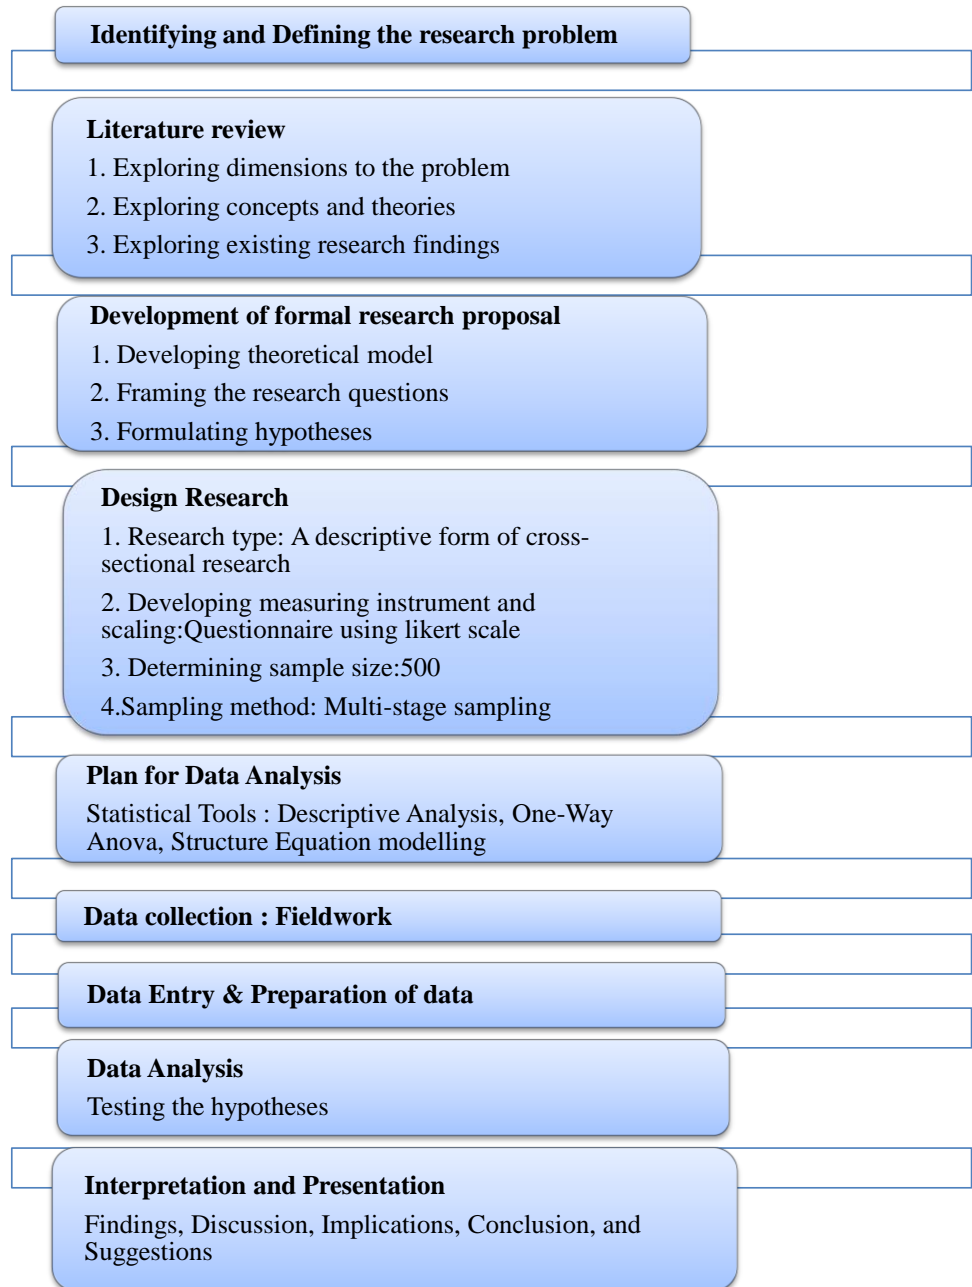 Identifying and Defining the research problem
Literature review
1. Exploring dimensions to the problem
2. Exploring concepts and theories
3. Exploring existing research findings
Development of formal research proposal
1. Developing theoretical model
2. Framing the research questions
3. Formulating hypotheses
Design Research
1. Research type: A descriptive form of cross-
sectional research
2. Developing measuring instrument and
scaling:Questionnaire using likert scale
3. Determining sample size:500
4.Sampling method: Multi-stage sampling
Plan for Data Analysis
Statistical Tools : Descriptive Analysis, One-Way
Anova, Structure Equation modelling
Data collection : Fieldwork
Data Entry & Preparation of data
Data Analysis
Testing the hypotheses
Interpretation and Presentation
Findings, Discussion, Implications, Conclusion, and
Suggestions